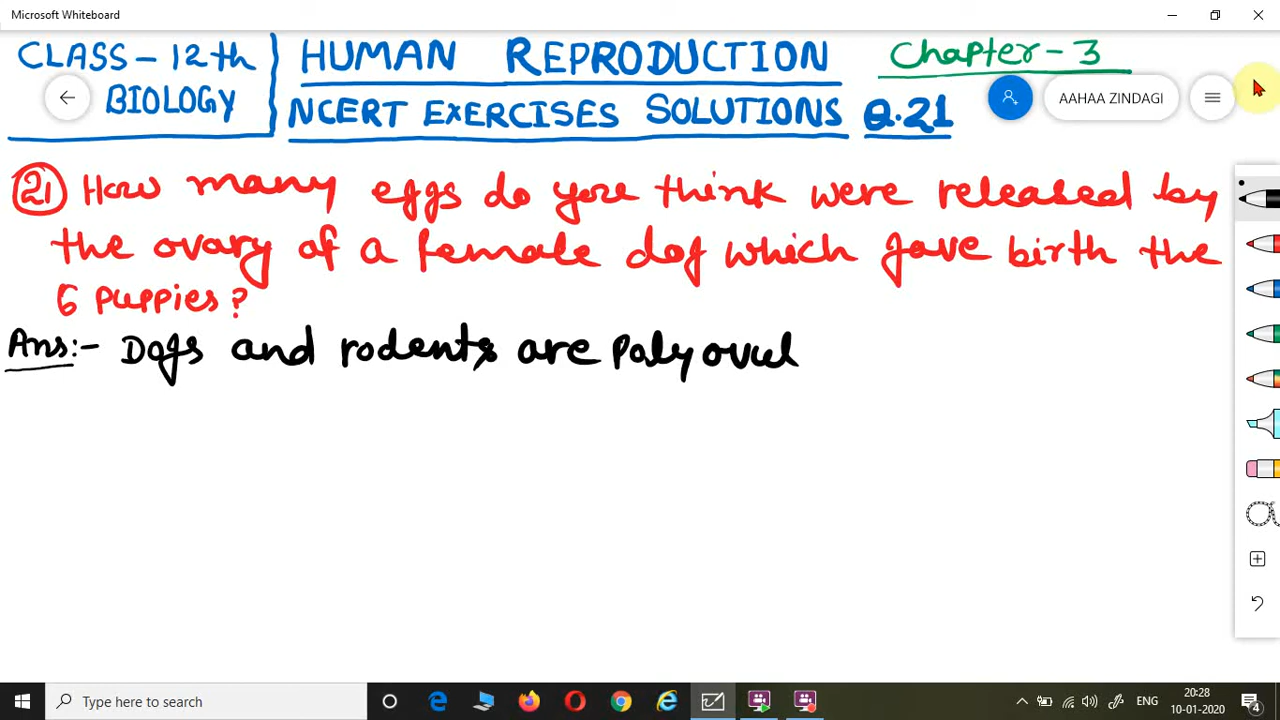 Microsoft Whiteboard
CLASS - 12th
BIOLOGY
HUMAN REPRODUCTION
Chapter - 3
NCERT EXERCISES SOLUTIONS Q.21
AAHAA ZINDAGI
21 How many eggs do you think were released by
the ovary of a female dog which gave birth the
6 puppies?
Ans:- Dogs and rodents are Polyovul
Type here to search
ENG
20:28
10-01-2020
4